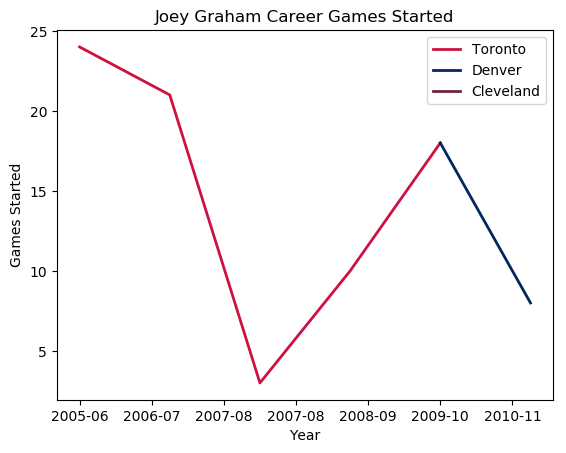 Joey Graham Career Games Started
Toronto
Denver
Cleveland
25
20
15
10
5
Games Started
2005-06 2006-07 2007-08 2007-08 2008-09 2009-10 2010-11
Year